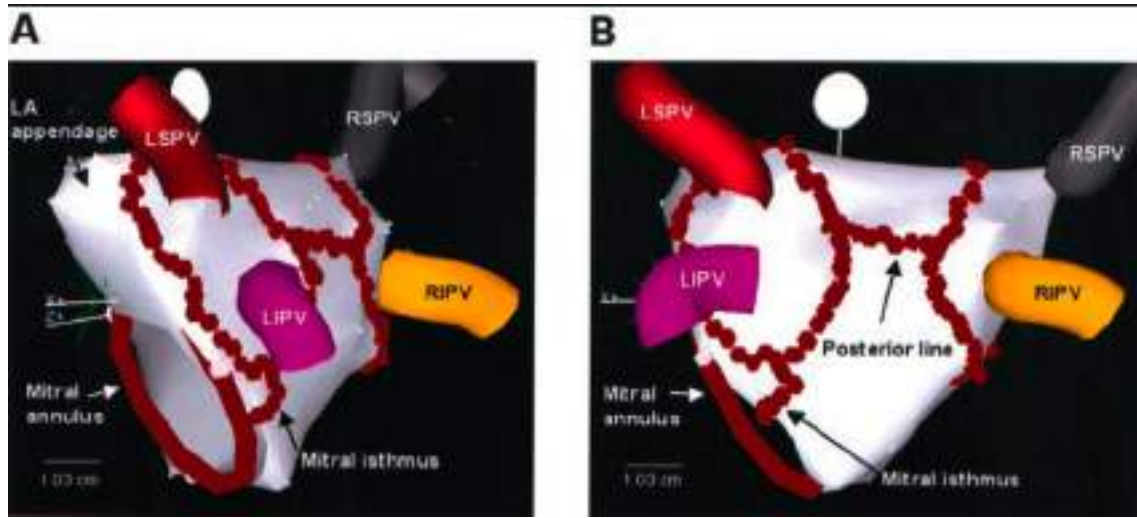 A
B
LA
appendage
LSPV
RSPV
LIPV
RIPV
Mitral
annulus
Mitral isthmus
1.03 cm
LSPV
RSPV
LIPV
RIPV
Posterior line
Mitral
annulus
Mitral isthmus
1.03 cm